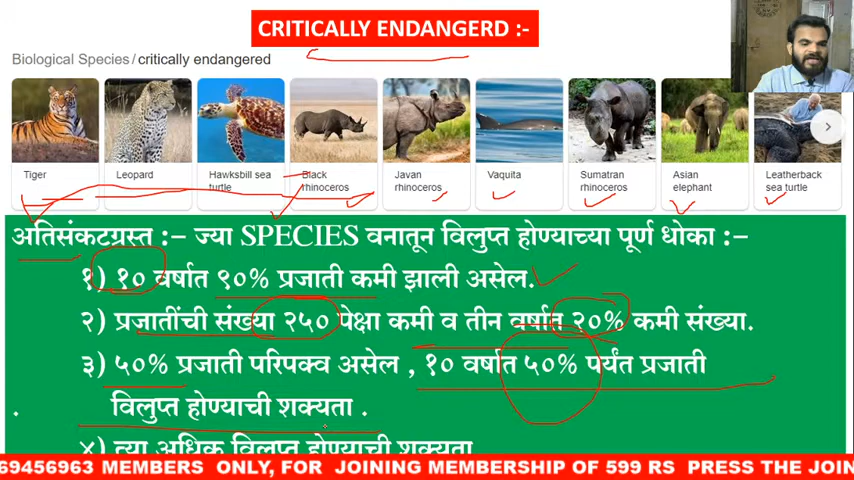 CRITICALLY ENDANGERD :-
Biological Species / critically endangered
Tiger
Leopard
Hawksbill sea
turtle
Black
rhinoceros
Javan
rhinoceros
Vaquita
Sumatran
rhinoceros
Asian
elephant
Leatherback
sea turtle
अतिसंकटग्रस्त :– ज्या SPECIES वनातून विलुप्त होण्याच्या पूर्ण धोका :–
१) १० वर्षात ९०% प्रजाती कमी झाली असेल.
२) प्रजातींची संख्या २५० पेक्षा कमी व तीन वर्षात २०% कमी संख्या.
३) ५०% प्रजाती परिपक्व असेल , १० वर्षात ५०% पर्यंत प्रजाती
. विलुप्त होण्याची शक्यता .
४) त्या अधिक विलुप्त होण्याची शक्यता
69456963 MEMBERS ONLY, FOR JOINING MEMBERSHIP OF 599 RS PRESS THE JOI